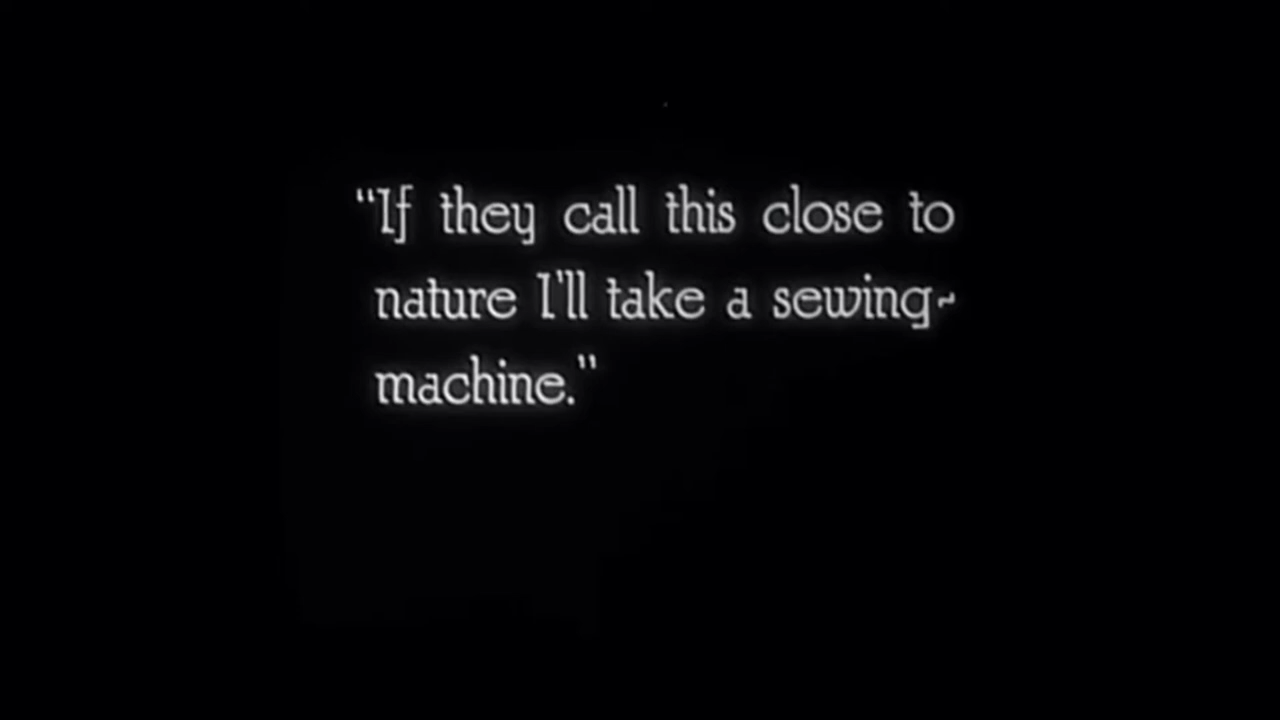 "If they call this close to
nature I'll take a sewing-
machine."